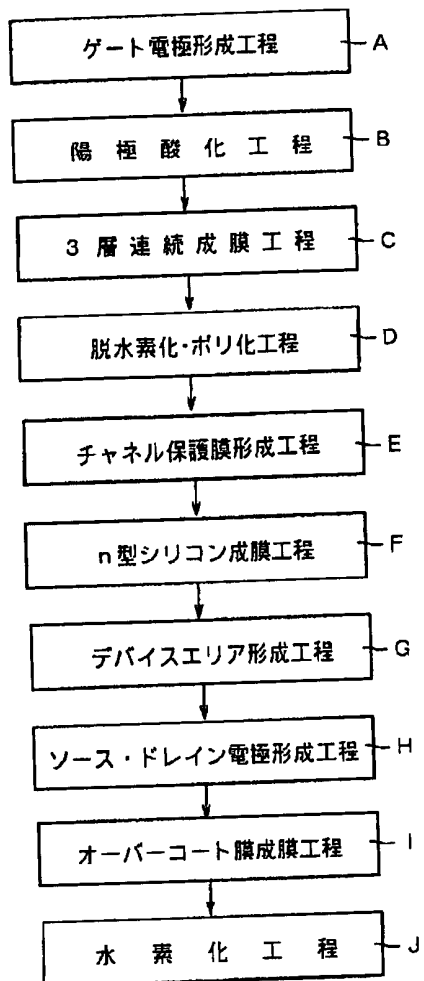 ゲート電極形成工程 A
陽極酸化工程 B
3層連続成膜工程 C
脱水素化・ポリ化工程 D
チャネル保護膜形成工程 E
n型シリコン成膜工程 F
デバイスエリア形成工程 G
ソース・ドレイン電極形成工程 H
オーバーコート膜成膜工程 I
水素化工程 J